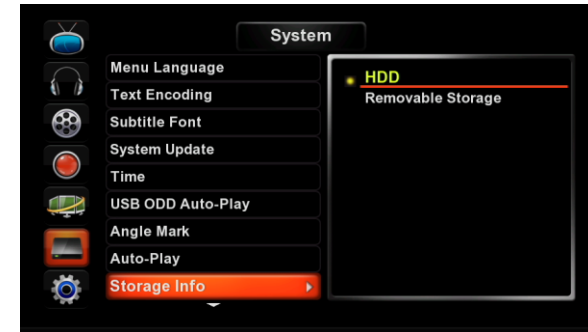 System
Menu Language
Text Encoding
Subtitle Font
System Update
Time
USB ODD Auto-Play
Angle Mark
Auto-Play
Storage Info
HDD
Removable Storage